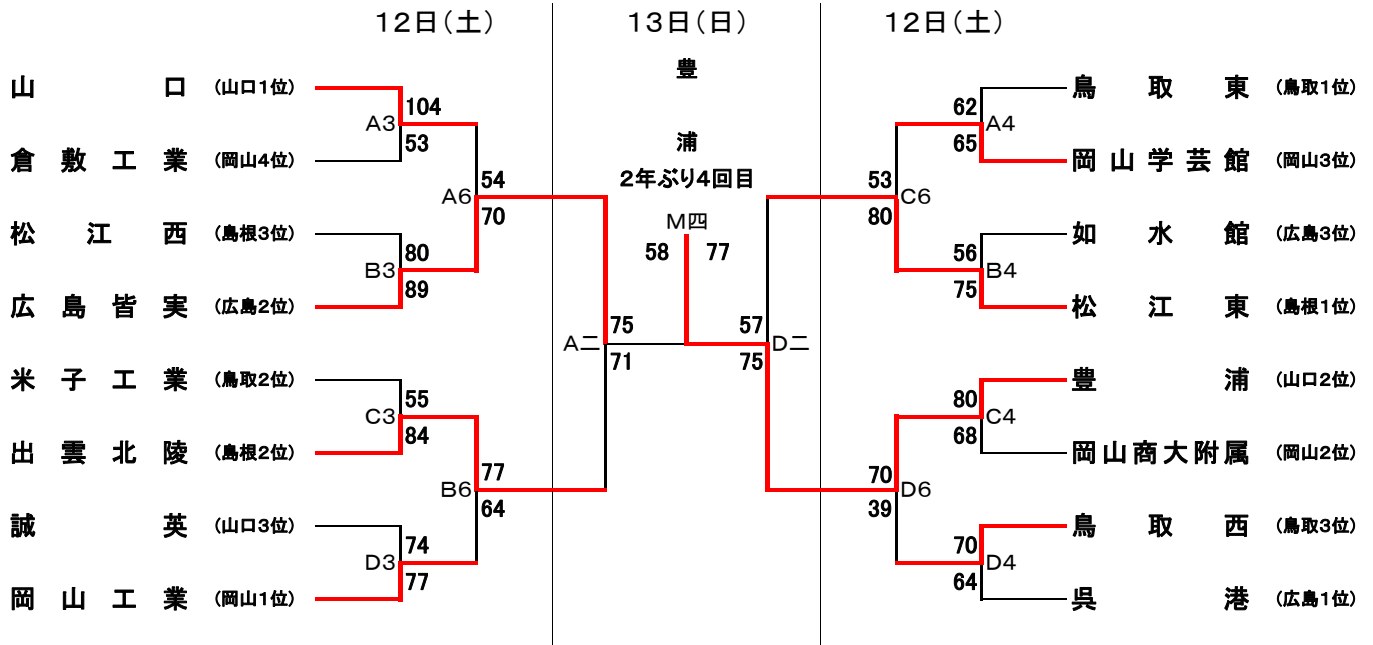 12日(土)
13日(日)
12日(土)
豊浦
2年ぶり4回目
M四
58 77
山口 (山口1位)
倉敷工業 (岡山4位)
松江西 (島根3位)
広島皆実 (広島2位)
米子工業 (鳥取2位)
出雲北陵 (島根2位)
誠英 (山口3位)
岡山工業 (岡山1位)
A3
104
53
B3
80
89
C3
55
84
D3
74
77
A6
54
70
B6
77
64
A二
75
71
57
75
D二
53
80
C6
70
39
D6
62
65
A4
56
75
B4
80
68
C4
70
64
D4
鳥取東 (鳥取1位)
岡山学芸館 (岡山3位)
如水館 (広島3位)
松江東 (島根1位)
豊浦 (山口2位)
岡山商大附属 (岡山2位)
鳥取西 (鳥取3位)
呉港 (広島1位)